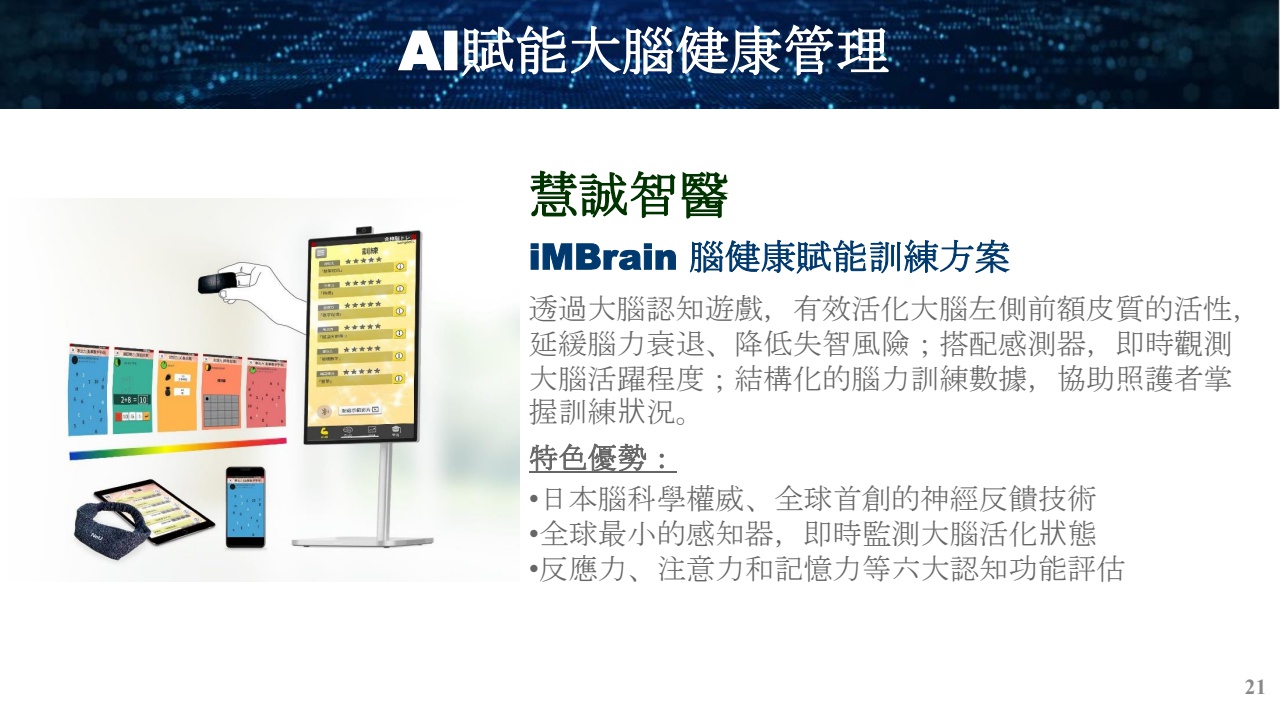 AI賦能大腦健康管理
慧誠智醫
iMBrain 腦健康賦能訓練方案
透過大腦認知遊戲，有效活化大腦左側前額皮質的活性，
延緩腦力衰退、降低失智風險；搭配感測器，即時觀測
大腦活躍程度；結構化的腦力訓練數據，協助照護者掌
握訓練狀況。
特色優勢：
•日本腦科學權威、全球首創的神經反饋技術
•全球最小的感知器，即時監測大腦活化狀態
•反應力、注意力和記憶力等六大認知功能評估
訓練
★★★★★
★★★★★
★★★★★
★★★★★
★★★★★
★★★★★
2+8 = 10
21